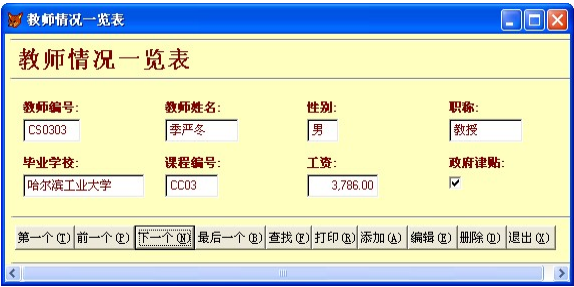 教师情况一览表
教师情况一览表
教师编号: 教师姓名: 性别: 职称:
CS0303 季严冬 男 教授
毕业学校: 课程编号: 工资: 政府津贴:
哈尔滨工业大学 CC03 3,786.00
第一个(T) 前一个(P) 下一个(N) 最后一个(B) 查找(F) 打印(R) 添加(A) 编辑(E) 删除(D) 退出(X)